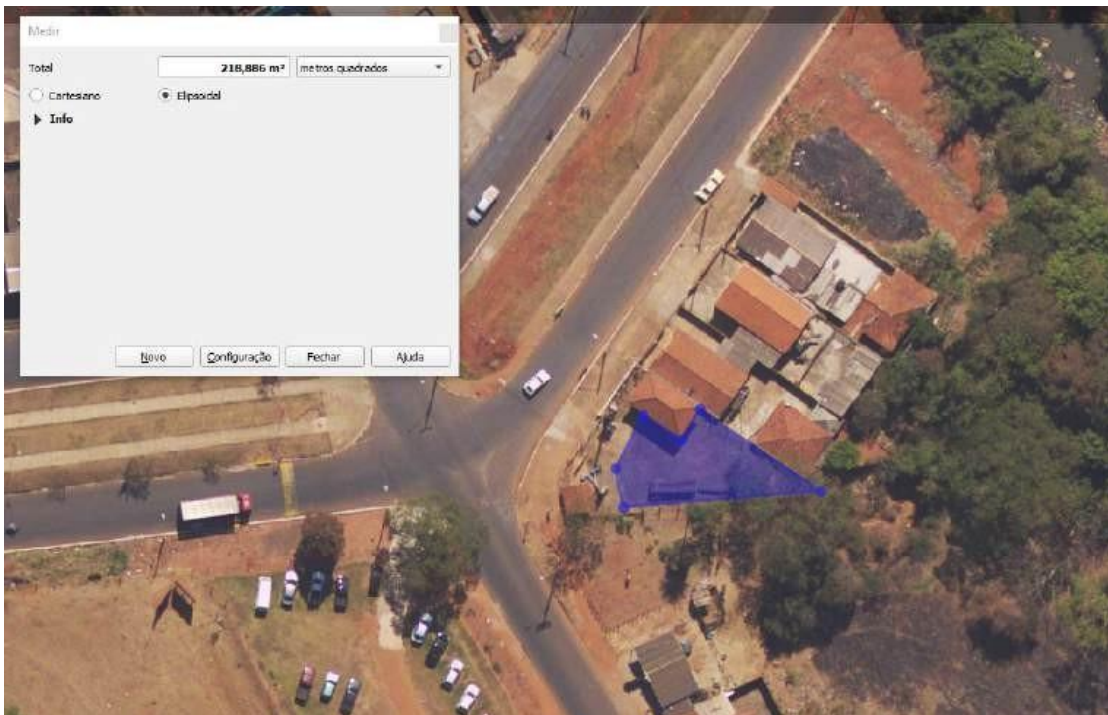 Medir
Total 218,886 m² metros quadrados
Cartesiano Elipsoidal
Info
Novo Configuração Fechar Ajuda